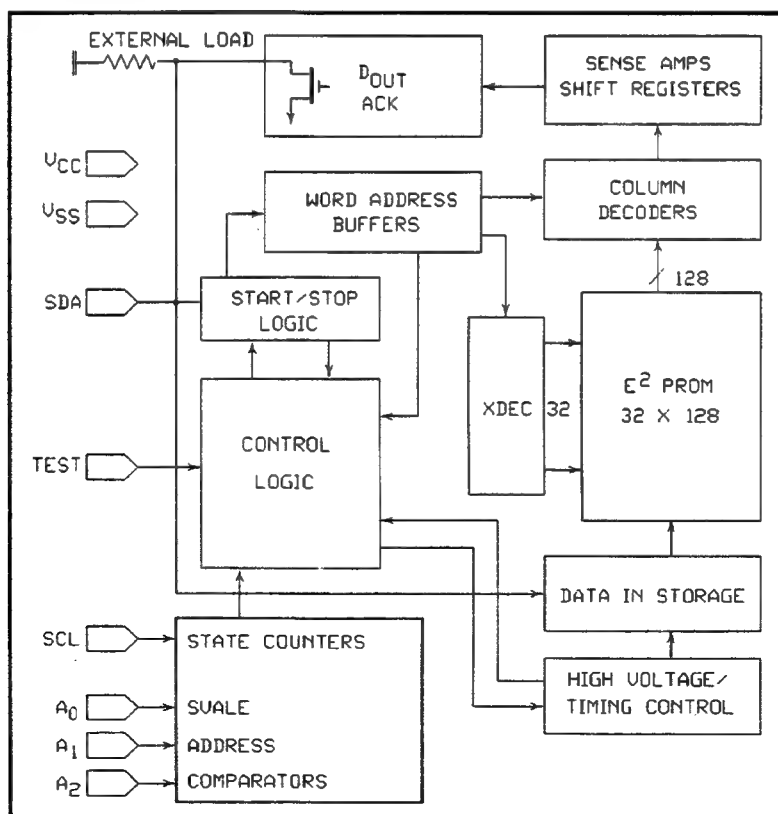 EXTERNAL LOAD
DOUT
ACK
SENSE AMPS
SHIFT REGISTERS
VCC
VSS
WORD ADDRESS
BUFFERS
COLUMN
DECODERS
128
SDA
START/STOP
LOGIC
XDEC
32
E² PROM
32 X 128
TEST
CONTROL
LOGIC
DATA IN STORAGE
SCL
STATE COUNTERS
HIGH VOLTAGE/
TIMING CONTROL
A0
SVALE
A1
ADDRESS
A2
COMPARATORS